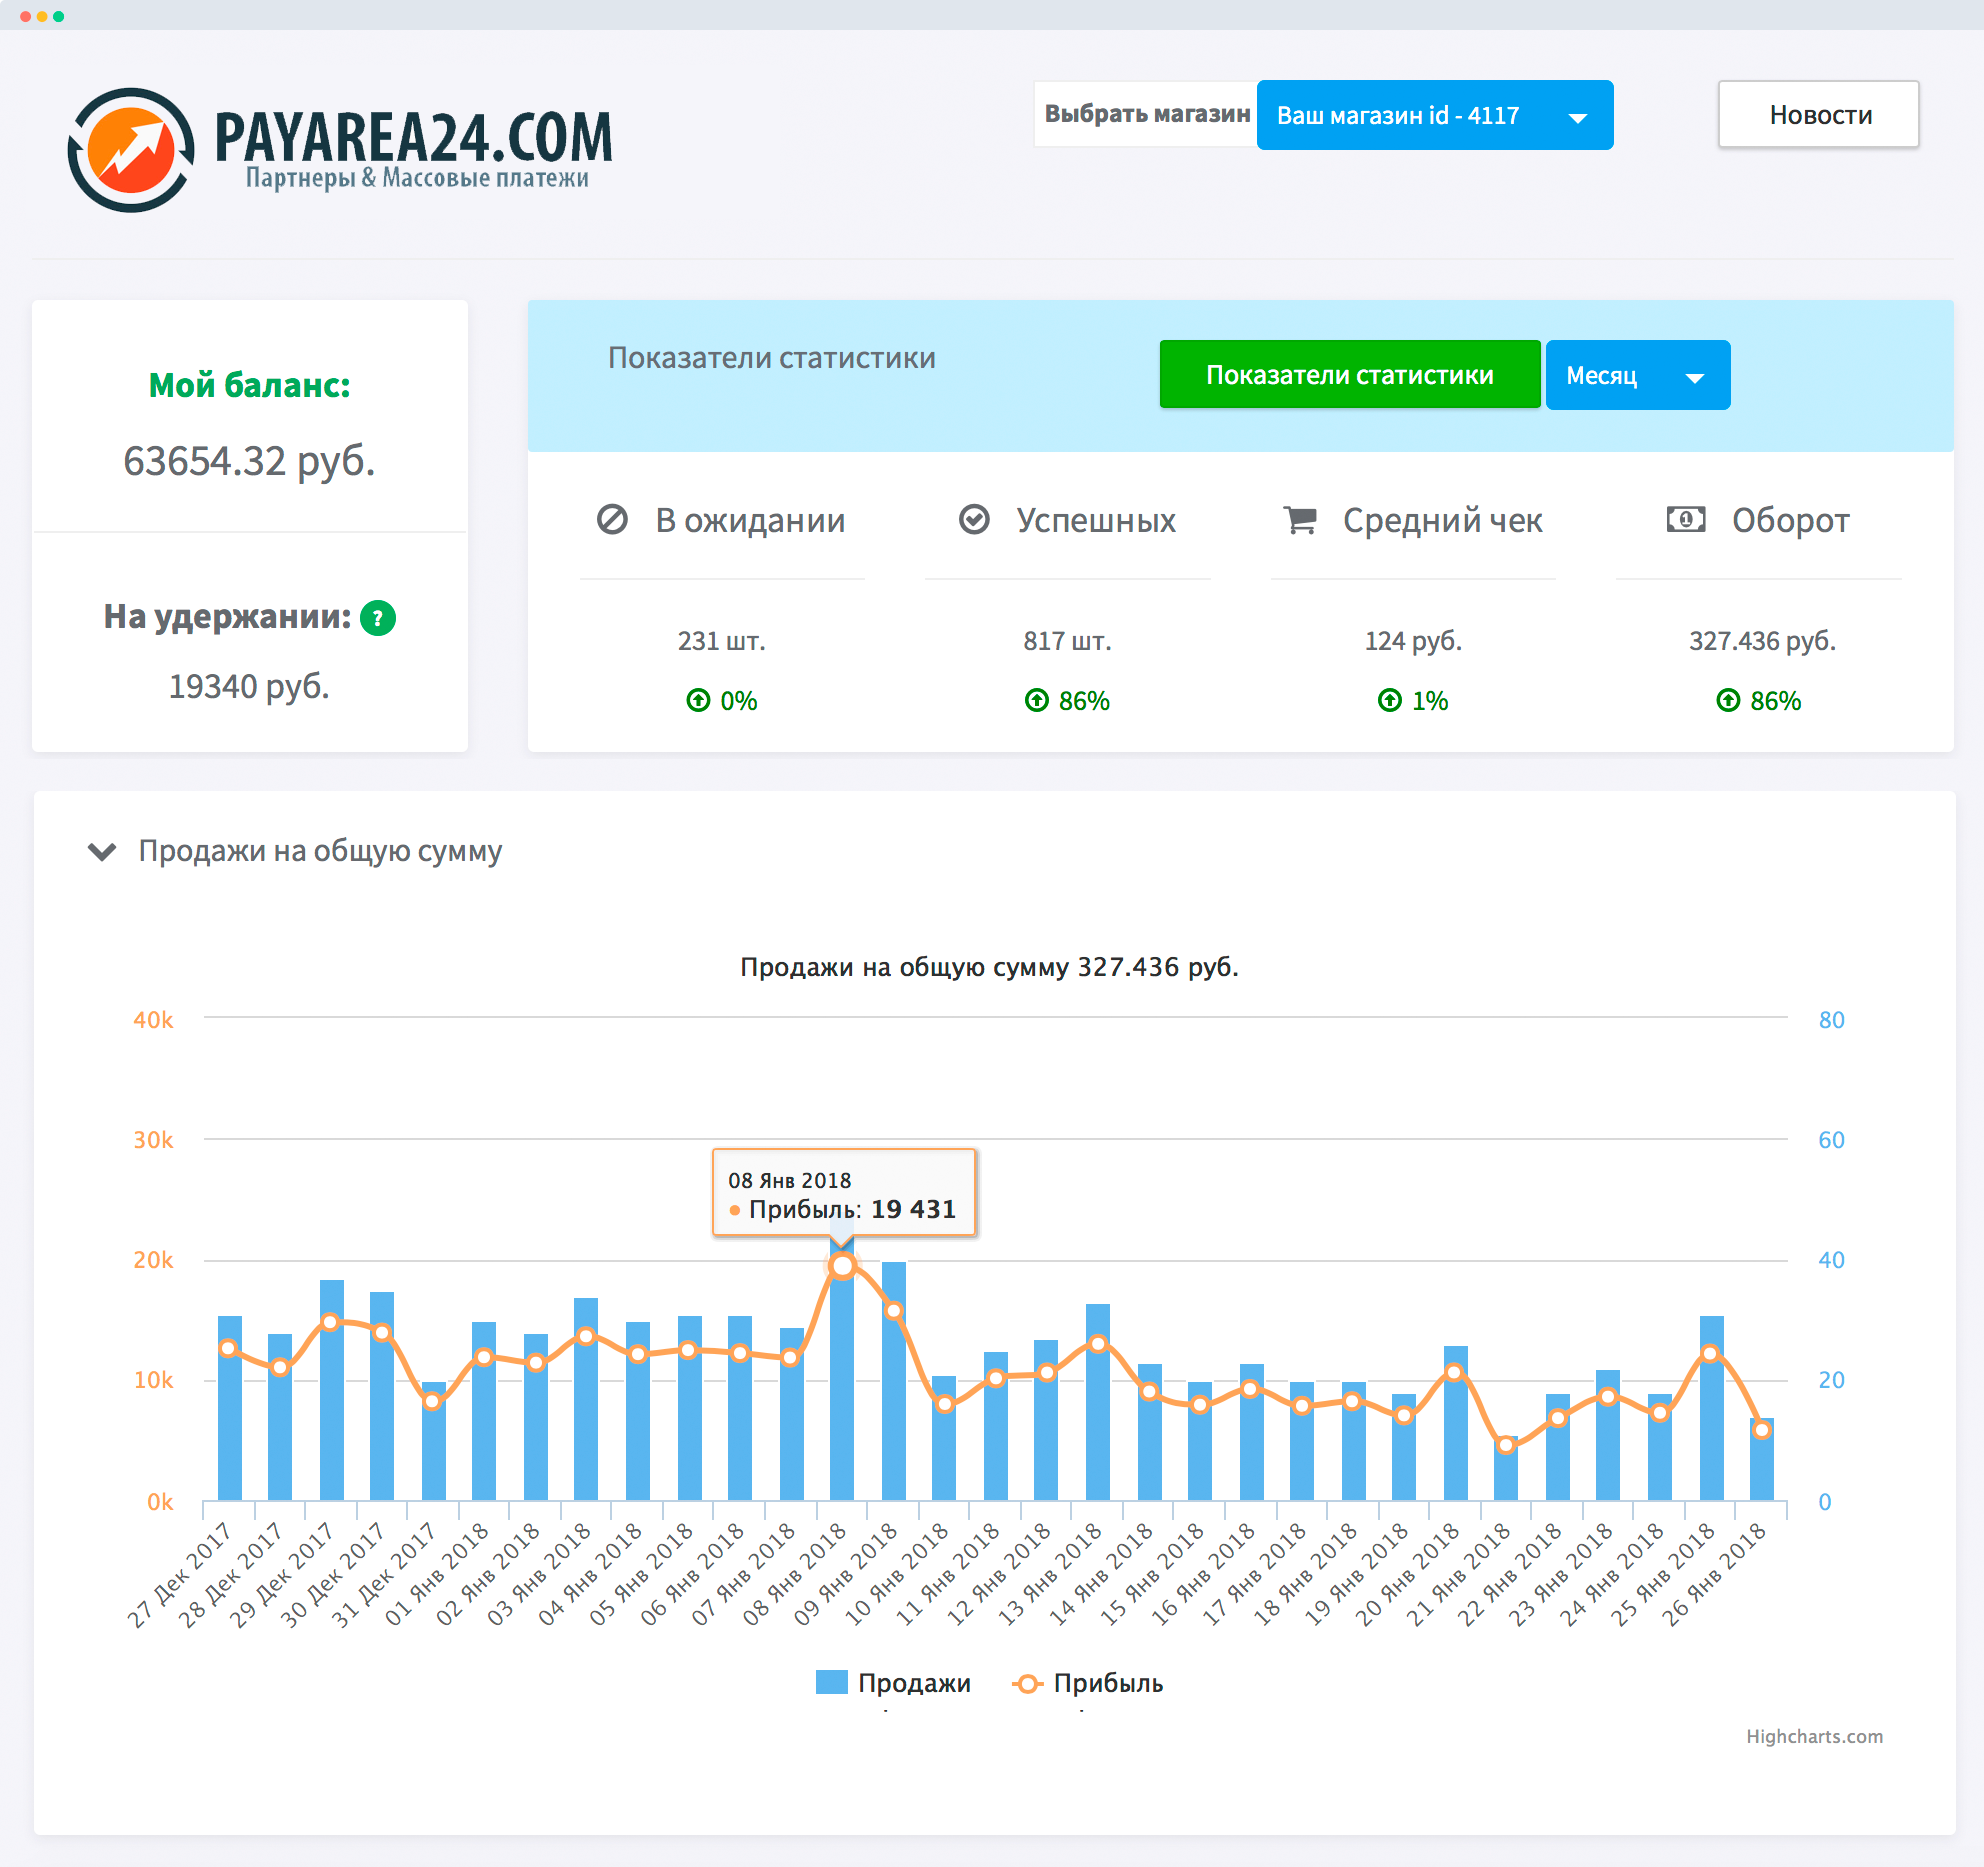 PAYAREA24.COM
Партнеры & Массовые платежи
Выбрать магазин
Ваш магазин id - 4117
Новости
Мой баланс:
63654.32 руб.
На удержании: ?
19340 руб.
Показатели статистики
Показатели статистики
Месяц
В ожидании
Успешных
Средний чек
Оборот
231 шт.
817 шт.
124 руб.
327.436 руб.
0%
86%
1%
86%
Продажи на общую сумму
Продажи на общую сумму 327.436 руб.
40k
30k
20k
10k
0k
80
60
40
20
0
08 Янв 2018
Прибыль: 19 431
27 Дек 2017
28 Дек 2017
29 Дек 2017
30 Дек 2017
31 Дек 2017
01 Янв 2018
02 Янв 2018
03 Янв 2018
04 Янв 2018
05 Янв 2018
06 Янв 2018
07 Янв 2018
08 Янв 2018
09 Янв 2018
10 Янв 2018
11 Янв 2018
12 Янв 2018
13 Янв 2018
14 Янв 2018
15 Янв 2018
16 Янв 2018
17 Янв 2018
18 Янв 2018
19 Янв 2018
20 Янв 2018
21 Янв 2018
22 Янв 2018
23 Янв 2018
24 Янв 2018
25 Янв 2018
26 Янв 2018
Продажи
Прибыль
Highcharts.com